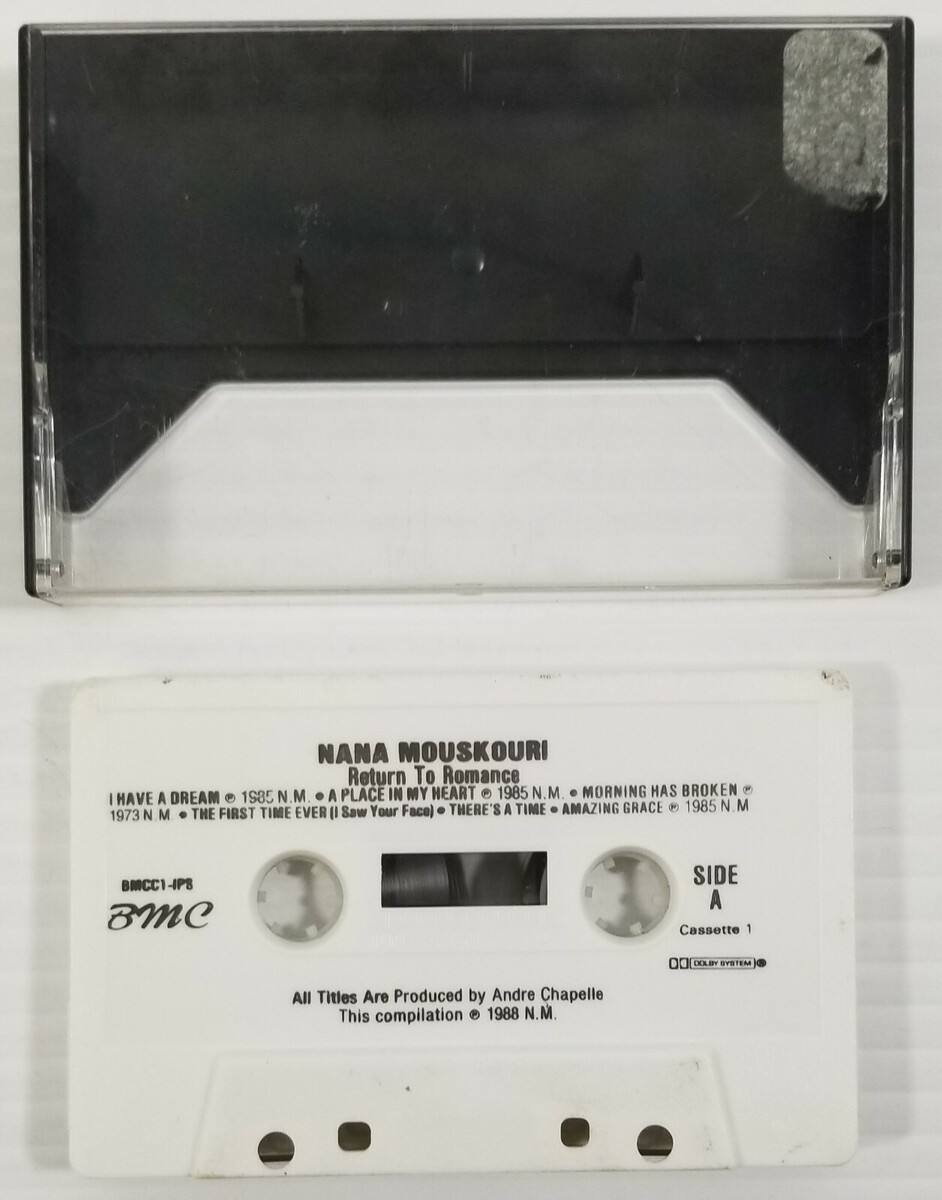 NANA MOUSKOURI
Return To Romance
I HAVE A DREAM ℗ 1985 N.M. • A PLACE IN MY HEART ℗ 1985 N.M. • MORNING HAS BROKEN ℗
1973 N.M. • THE FIRST TIME EVER (I Saw Your Face) • THERE'S A TIME • AMAZING GRACE ℗ 1985 N.M
BMCC1-IPS
BMC
SIDE
A
Cassette 1
DOLBY SYSTEM ®
All Titles Are Produced by Andre Chapelle
This compilation ℗ 1988 N.M.